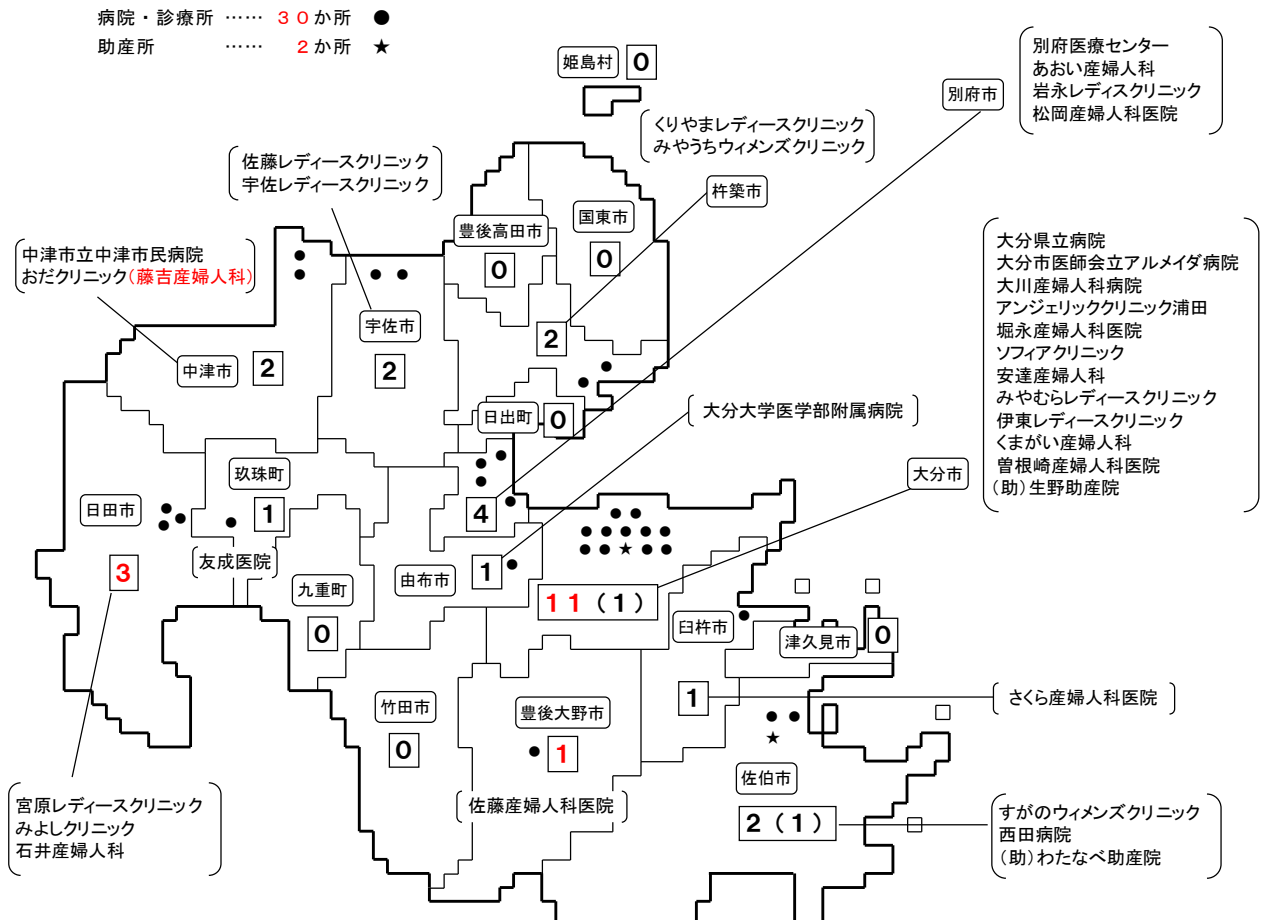 病院・診療所 …… 30か所 ●
助産所 …… 2か所 ★
姫島村 0
別府市
別府医療センター
あおい産婦人科
岩永レディスクリニック
松岡産婦人科医院
くりやまレディースクリニック
みやうちウィメンズクリニック
杵築市
佐藤レディースクリニック
宇佐レディースクリニック
豊後高田市
0
国東市
0
中津市立中津市民病院
おだクリニック(藤吉産婦人科)
宇佐市
2
2
中津市 2
日出町 0
大分大学医学部附属病院
大分県立病院
大分市医師会立アルメイダ病院
大川産婦人科病院
アンジェリッククリニック浦田
堀永産婦人科医院
ソフィアクリニック
安達産婦人科
みやむらレディースクリニック
伊東レディースクリニック
くまがい産婦人科
曽根崎産婦人科医院
(助)生野助産院
大分市
玖珠町
1
4
日田市
3
友成医院
九重町
0
由布市 1
11(1)
臼杵市
1
津久見市 0
さくら産婦人科医院
竹田市
0
豊後大野市
1
佐藤産婦人科医院
佐伯市
2(1)
すがのウィメンズクリニック
西田病院
(助)わたなべ助産院
宮原レディースクリニック
みよしクリニック
石井産婦人科